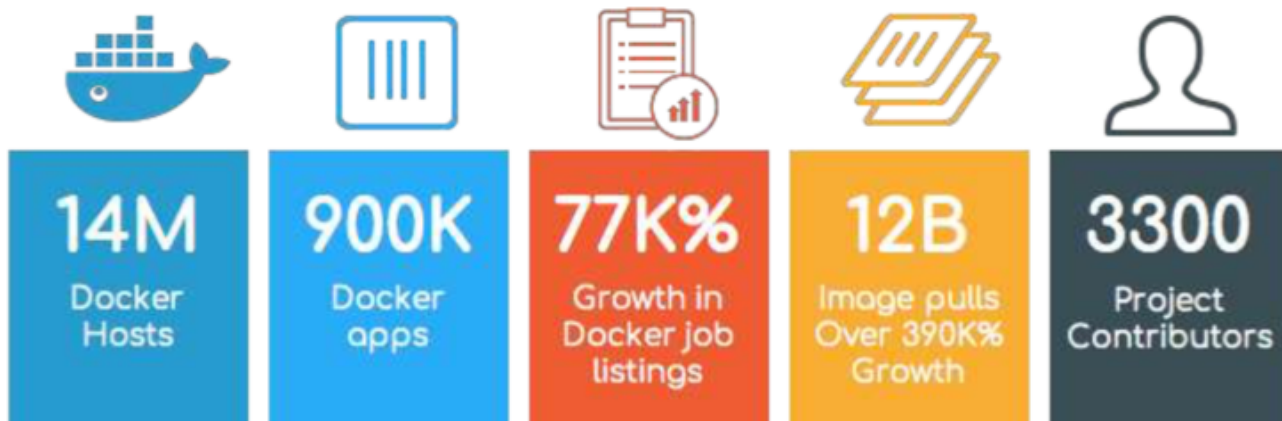 14M
Docker
Hosts
900K
Docker
apps
77K%
Growth in
Docker job
listings
12B
Image pulls
Over 390K%
Growth
3300
Project
Contributors